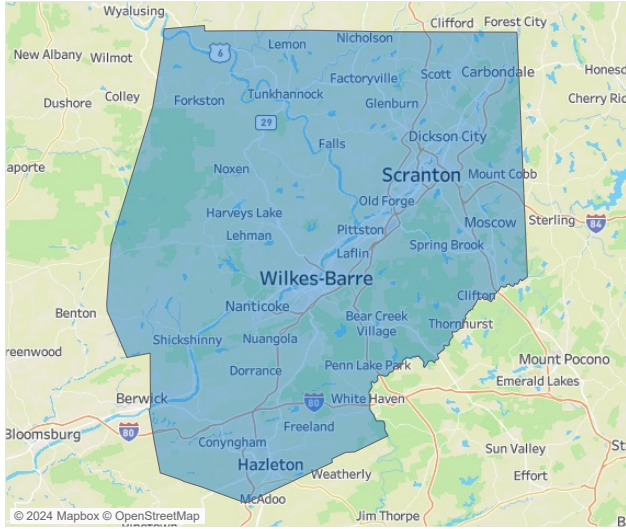 Wyalusing
Clifford
Forest City
Nicholson
Lemon
New Albany
Wilmot
6
Factoryville
Scott
Carbondale
Honesd
Tunkhannock
Colley
Forkston
Glenburn
Cherry Rid
Dushore
29
Falls
Dickson City
aporte
Noxen
Scranton
Mount Cobb
Old Forge
Harveys Lake
Pittston
Moscow
Sterling
84
Lehman
Laflin
Spring Brook
Wilkes-Barre
Clifton
Nanticoke
Benton
Bear Creek
Village
Thornhurst
Shickshinny
Nuangola
reenwood
Mount Pocono
Dorrance
Penn Lake Park
Emerald Lakes
Berwick
80
White Haven
Bloomsburg
80
Freeland
Conyngham
St
Sun Valley
Hazleton
Weatherly
Effort
McAdoo
© 2024 Mapbox © OpenStreetMap
Jim Thorpe
B